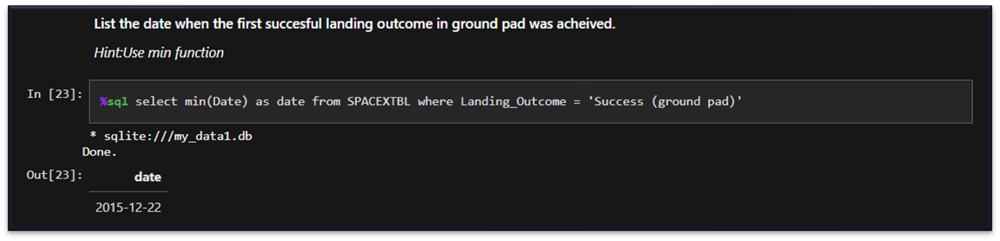 List the date when the first succesful landing outcome in ground pad was acheived.
Hint:Use min function
In [23]: %sql select min(Date) as date from SPACEXTBL where Landing_Outcome = 'Success (ground pad)'
* sqlite:///my_data1.db
Done.
Out[23]: date
2015-12-22